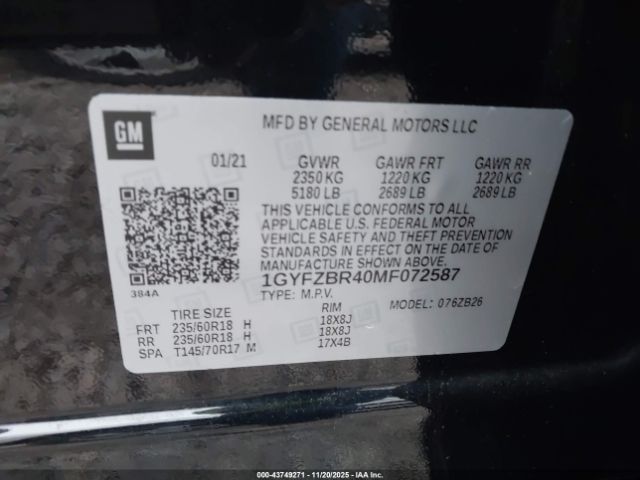 GM
MFD BY GENERAL MOTORS LLC
01/21 GVWR GAWR FRT GAWR RR
2350 KG 1220 KG 1220 KG
5180 LB 2689 LB 2689 LB
THIS VEHICLE CONFORMS TO ALL
APPLICABLE U.S. FEDERAL MOTOR
VEHICLE SAFETY AND THEFT PREVENTION
STANDARDS IN EFFECT ON THE DATE OF
MANUFACTURE SHOWN ABOVE.
1GYFZBR40MF072587
384A TYPE: M.P.V. MODEL: 076ZB26
TIRE SIZE RIM
FRT 235/60R18 H 18X8J
RR 235/60R18 H 18X8J
SPA T145/70R17 M 17X4B
000-43749271 - 11/20/2025 - IAA Inc.